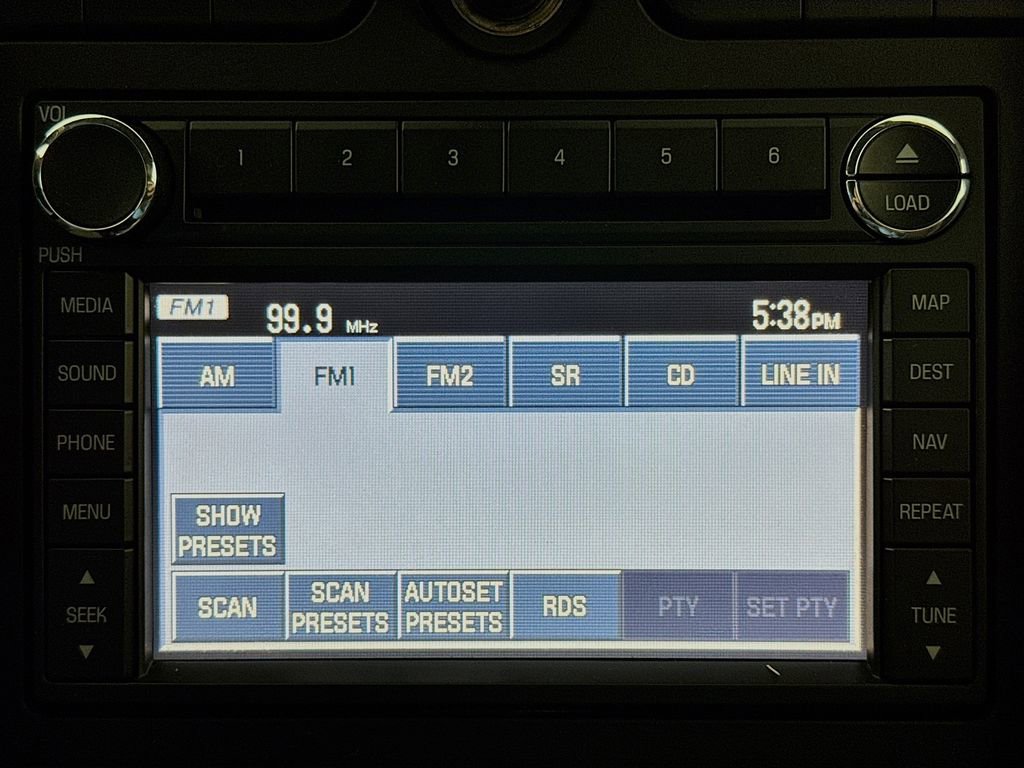 VOL
1 2 3 4 5 6
LOAD
PUSH
MEDIA
SOUND
PHONE
MENU
SEEK
FM1 99.9 MHz 5:38PM
AM FM1 FM2 SR CD LINE IN
SHOW
PRESETS
SCAN
SCAN
PRESETS
AUTOSET
PRESETS
RDS
PTY
SET PTY
MAP
DEST
NAV
REPEAT
TUNE